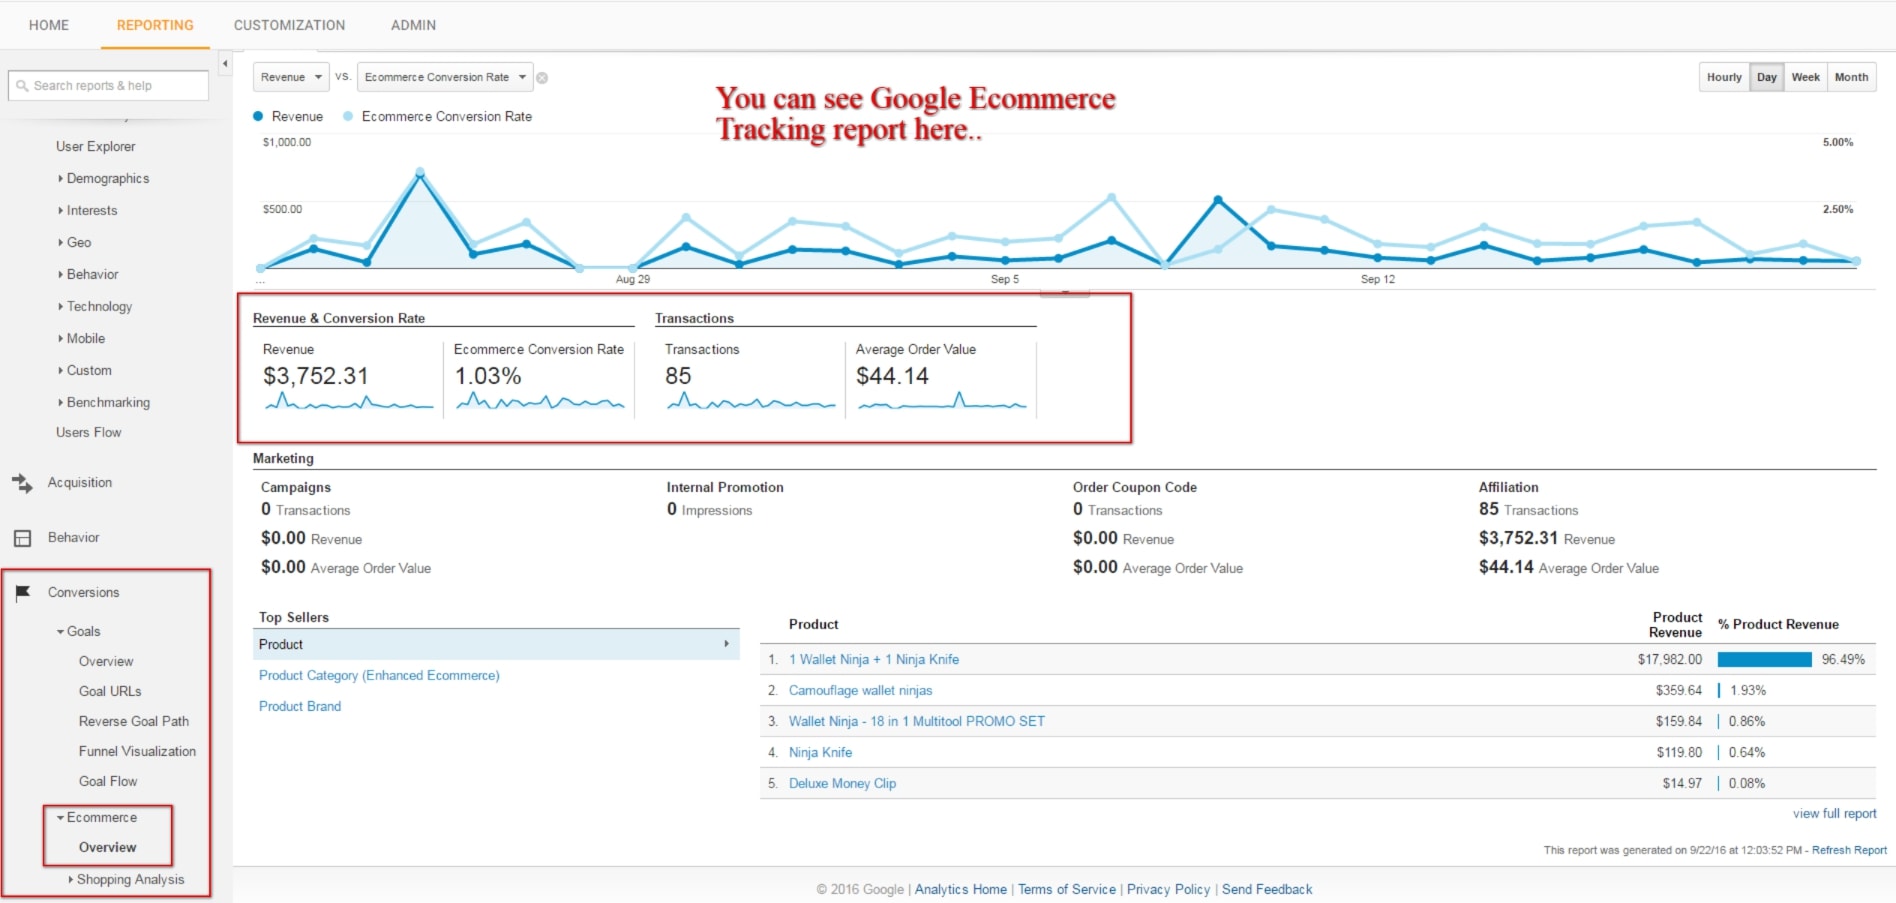 HOME REPORTING CUSTOMIZATION ADMIN
Search reports & help
User Explorer
Demographics
Interests
Geo
Behavior
Technology
Mobile
Custom
Benchmarking
Users Flow
Acquisition
Behavior
Conversions
Goals
Overview
Goal URLs
Reverse Goal Path
Funnel Visualization
Goal Flow
Ecommerce
Overview
Shopping Analysis
Revenue VS. Ecommerce Conversion Rate
Hourly Day Week Month
You can see Google Ecommerce
Tracking report here..
Revenue Ecommerce Conversion Rate
$1,000.00 5.00%
$500.00 2.50%
... Aug 29 Sep 5 Sep 12
Revenue & Conversion Rate Transactions
Revenue Ecommerce Conversion Rate Transactions Average Order Value
$3,752.31 1.03% 85 $44.14
Marketing
Campaigns Internal Promotion Order Coupon Code Affiliation
0 Transactions 0 Impressions 0 Transactions 85 Transactions
$0.00 Revenue $0.00 Revenue $3,752.31 Revenue
$0.00 Average Order Value $0.00 Average Order Value $44.14 Average Order Value
Top Sellers
Product
Product Category (Enhanced Ecommerce)
Product Brand
Product Product Revenue % Product Revenue
1. 1 Wallet Ninja + 1 Ninja Knife $17,982.00 96.49%
2. Camouflage wallet ninjas $359.64 1.93%
3. Wallet Ninja - 18 in 1 Multitool PROMO SET $159.84 0.86%
4. Ninja Knife $119.80 0.64%
5. Deluxe Money Clip $14.97 0.08%
view full report
This report was generated on 9/22/16 at 12:03:52 PM - Refresh Report
© 2016 Google | Analytics Home | Terms of Service | Privacy Policy | Send Feedback